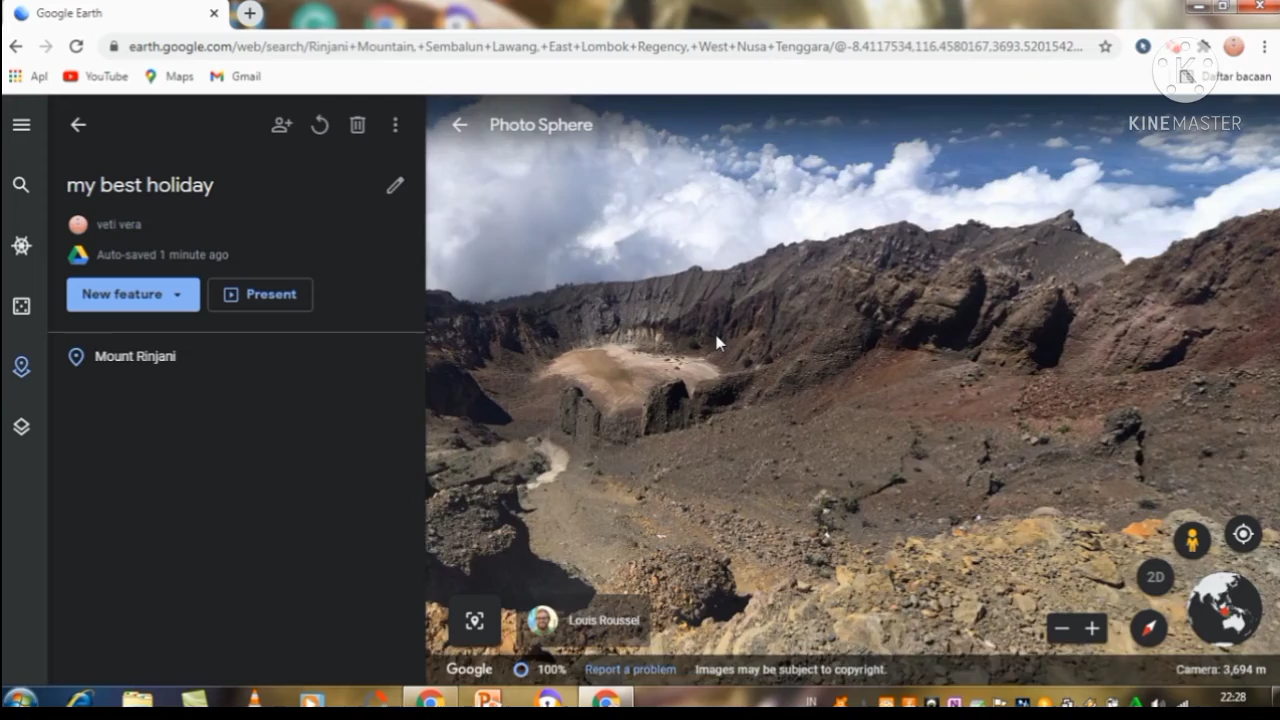 Google Earth
earth.google.com/web/search/Rinjani+Mountain,+Sembalun+Lawang,+East+Lombok+Regency,+West+Nusa+Tenggara/@-8.4117534,116.4580167,3693.5201542...
Apl YouTube Maps Gmail Daftar bacaan
KINEMASTER
Photo Sphere
my best holiday
veti vera
Auto-saved 1 minute ago
New feature Present
Mount Rinjani
2D
Louis Roussel
Google 100% Report a problem Images may be subject to copyright. Camera: 3,694 m
IN 22:28